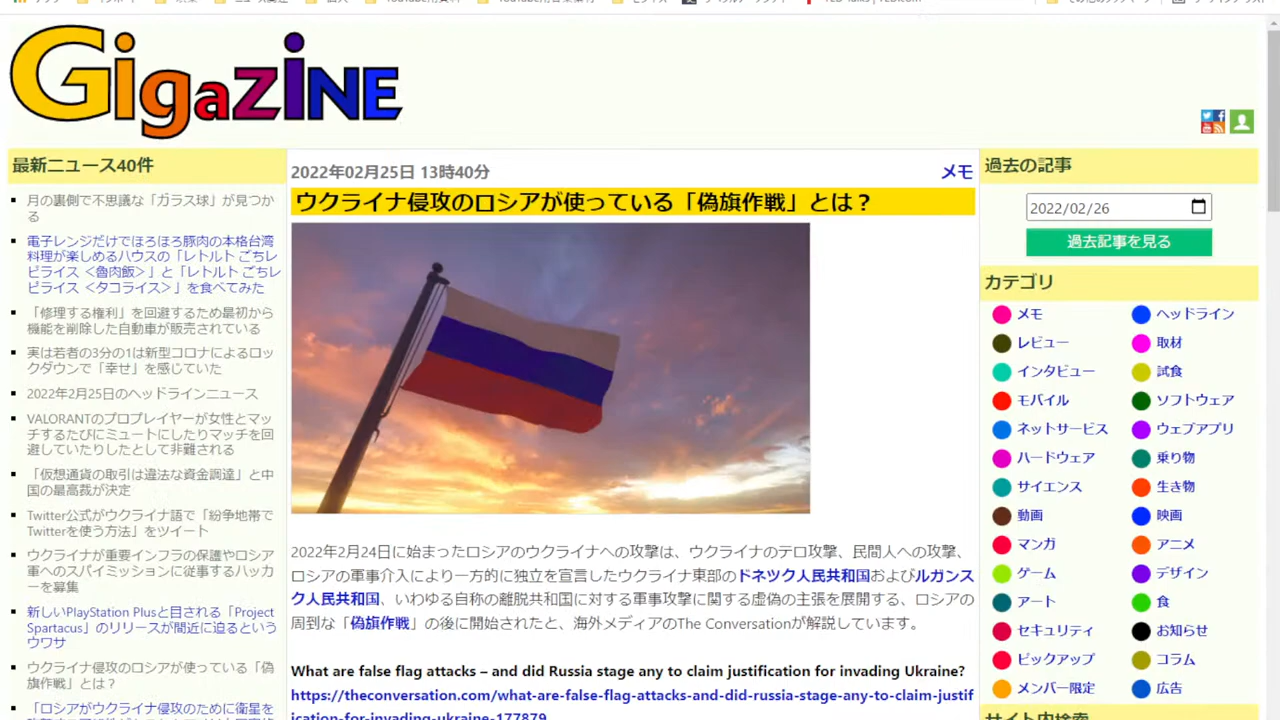 GigaZINE
最新ニュース40件
月の裏側で不思議な「ガラス球」が見つか
る
電子レンジだけでほろほろ豚肉の本格台湾
料理が楽しめるハウスの「レトルト ごちレ
ピライス ＜魯肉飯＞」と「レトルト ごちレ
ピライス ＜タコライス＞」を食べてみた
「修理する権利」を回避するため最初から
機能を削除した自動車が販売されている
実は若者の3分の1は新型コロナによるロッ
クダウンで「幸せ」を感じていた
2022年2月25日のヘッドラインニュース
VALORANTのプロプレイヤーが女性とマッ
チするたびにミュートにしたりマッチを回
避していたりしたとして非難される
「仮想通貨の取引は違法な資金調達」と中
国の最高裁が決定
Twitter公式がウクライナ語で「紛争地帯で
Twitterを使う方法」をツイート
ウクライナが重要インフラの保護やロシア
軍へのスパイミッションに従事するハッカ
ーを募集
新しいPlayStation Plusと目される「Project
Spartacus」のリリースが間近に迫るという
ウワサ
ウクライナ侵攻のロシアが使っている「偽
旗作戦」とは？
「ロシアがウクライナ侵攻のために衛星を
2022年02月25日 13時40分
メモ
ウクライナ侵攻のロシアが使っている「偽旗作戦」とは？
2022年2月24日に始まったロシアのウクライナへの攻撃は、ウクライナのテロ攻撃、民間人への攻撃、
ロシアの軍事介入により一方的に独立を宣言したウクライナ東部のドネツク人民共和国およびルガンス
ク人民共和国、いわゆる自称の離脱共和国に対する軍事攻撃に関する虚偽の主張を展開する、ロシアの
周到な「偽旗作戦」の後に開始されたと、海外メディアのThe Conversationが解説しています。
What are false flag attacks – and did Russia stage any to claim justification for invading Ukraine?
https://theconversation.com/what-are-false-flag-attacks-and-did-russia-stage-any-to-claim-justif
ication-for-invading-ukraine-177879
過去の記事
2022/02/26
過去記事を見る
カテゴリ
メモ
ヘッドライン
レビュー
取材
インタビュー
試食
モバイル
ソフトウェア
ネットサービス
ウェブアプリ
ハードウェア
乗り物
サイエンス
生き物
動画
映画
マンガ
アニメ
ゲーム
デザイン
アート
食
セキュリティ
お知らせ
ピックアップ
コラム
メンバー限定
広告
サイト内検索